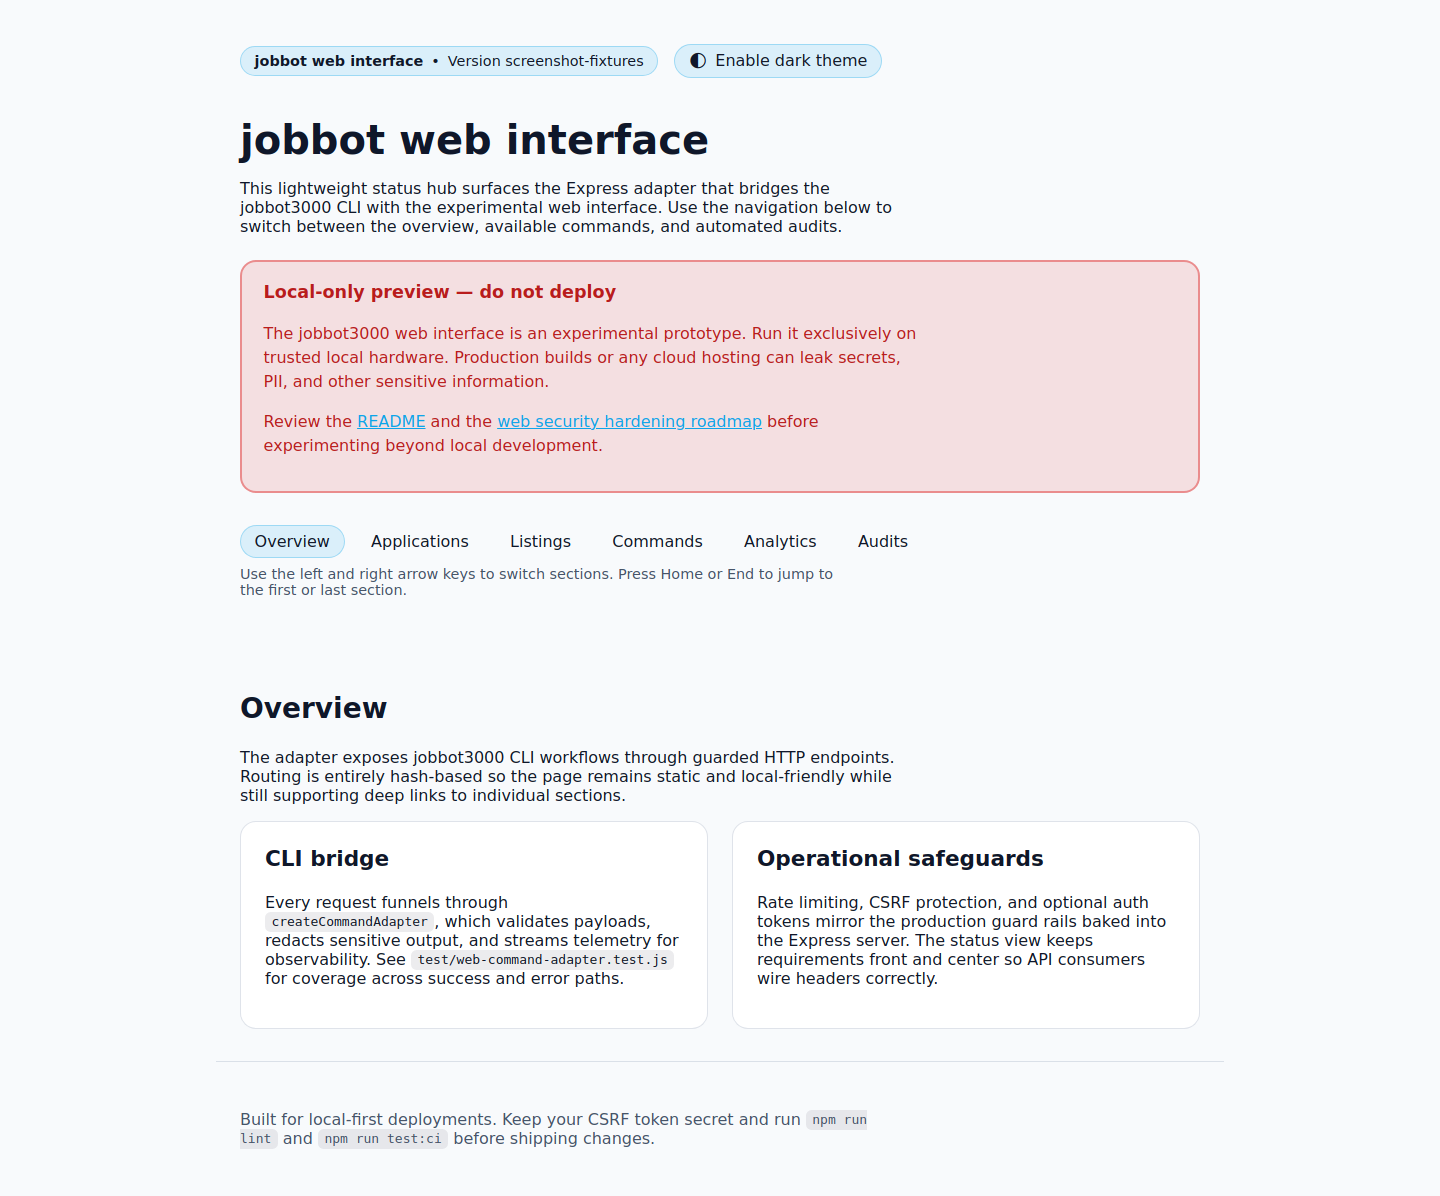 jobbot web interface • Version screenshot-fixtures
Enable dark theme
jobbot web interface
This lightweight status hub surfaces the Express adapter that bridges the
jobbot3000 CLI with the experimental web interface. Use the navigation below to
switch between the overview, available commands, and automated audits.
Local-only preview — do not deploy
The jobbot3000 web interface is an experimental prototype. Run it exclusively on
trusted local hardware. Production builds or any cloud hosting can leak secrets,
PII, and other sensitive information.
Review the README and the web security hardening roadmap before
experimenting beyond local development.
Overview Applications Listings Commands Analytics Audits
Use the left and right arrow keys to switch sections. Press Home or End to jump to
the first or last section.
Overview
The adapter exposes jobbot3000 CLI workflows through guarded HTTP endpoints.
Routing is entirely hash-based so the page remains static and local-friendly while
still supporting deep links to individual sections.
CLI bridge
Every request funnels through
createCommandAdapter, which validates payloads,
redacts sensitive output, and streams telemetry for
observability. See test/web-command-adapter.test.js
for coverage across success and error paths.
Operational safeguards
Rate limiting, CSRF protection, and optional auth
tokens mirror the production guard rails baked into
the Express server. The status view keeps
requirements front and center so API consumers
wire headers correctly.
Built for local-first deployments. Keep your CSRF token secret and run npm run
lint and npm run test:ci before shipping changes.